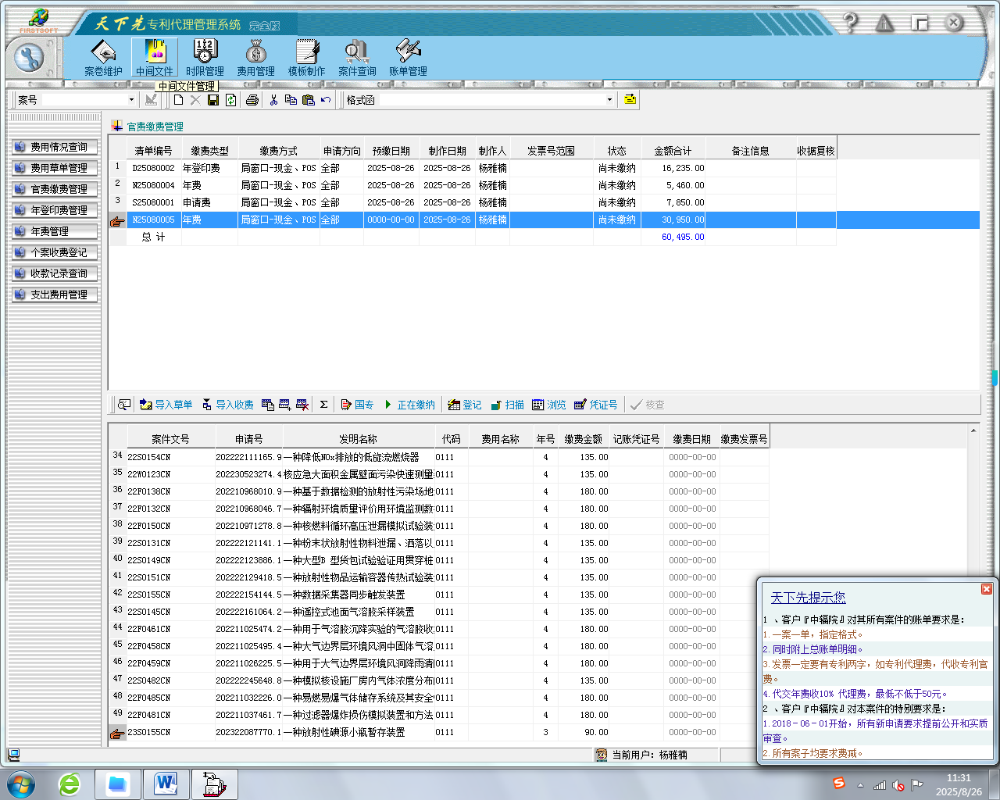 FIRSTSOFT
天下先专利代理管理系统 完全版
案卷维护 中间文件 时限管理 费用管理 模板制作 案件查询 账单管理
中间文件管理
案号 格式函
费用情况查询
费用草单管理
官费缴费管理
年登印费管理
年费管理
个案收费登记
收款记录查询
支出费用管理
官费缴费管理
清单编号 缴费类型 缴费方式 申请方向 预缴日期 制作日期 制作人 发票号范围 状态 金额合计 备注信息 收据复核
1 D25080002 年登印费 局窗口-现金、POS 全部 2025-08-26 2025-08-26 杨雅楠 尚未缴纳 16,235.00
2 N25080004 年费 局窗口-现金、POS 全部 2025-08-26 2025-08-26 杨雅楠 尚未缴纳 5,460.00
3 S25080001 申请费 局窗口-现金、POS 全部 2025-08-26 2025-08-26 杨雅楠 尚未缴纳 7,850.00
N25080005 年费 局窗口-现金、POS 全部 0000-00-00 2025-08-26 杨雅楠 尚未缴纳 30,950.00
总 计 60,495.00
导入草单 导入收费 Σ 国专 正在缴纳 登记 扫描 浏览 凭证号 核查
案件文号 申请号 发明名称 代码 费用名称 年号 缴费金额 记账凭证号 缴费日期 缴费发票号
34 22S0154CN 202222111165.9 一种降低NOx排放的低旋流燃烧器 0111 4 135.00 0000-00-00
35 22W0123CN 202230523274.4 核应急大面积金属壁面污染快速测量 0111 4 135.00 0000-00-00
36 22F0138CN 202210968010.9 一种基于数据检测的放射性污染场地 0111 4 180.00 0000-00-00
37 22F0132CN 202210968046.7 一种辐射环境质量评价用环境监测数 0111 4 180.00 0000-00-00
38 22F0150CN 202210971278.8 一种核燃料循环高压泄漏模拟试验装 0111 4 180.00 0000-00-00
39 22S0131CN 202222121141.1 一种粉末状放射性物料泄漏、洒落以 0111 4 135.00 0000-00-00
40 22S0149CN 202222123886.1 一种大型B 型货包试验验证用贯穿桩 0111 4 135.00 0000-00-00
41 22S0151CN 202222129418.5 一种放射性物品运输容器传热试验装 0111 4 135.00 0000-00-00
42 22S0155CN 202222154144.5 一种数据采集器同步触发装置 0111 4 135.00 0000-00-00
43 22S0145CN 202222161064.2 一种遥控式池面气溶胶采样装置 0111 4 135.00 0000-00-00
44 22F0461CN 202211025474.2 一种用于气溶胶沉降实验的气溶胶收 0111 4 180.00 0000-00-00
45 22F0458CN 202211025495.4 一种大气边界层环境风洞中固体气溶 0111 4 180.00 0000-00-00
46 22F0459CN 202211026225.5 一种用于大气边界层环境风洞降雨清 0111 4 180.00 0000-00-00
47 22S0482CN 202222245648.8 一种模拟核设施厂房内气体浓度分布 0111 4 135.00 0000-00-00
48 22F0485CN 202211032226.0 一种易燃易爆气体储存系统及其安全 0111 4 180.00 0000-00-00
49 22F0481CN 202211037461.7 一种过滤器爆炸损伤模拟装置和方法 0111 4 180.00 0000-00-00
23S0155CN 202322087770.1 一种放射性碘源小瓶暂存装置 0111 3 90.00 0000-00-00
天下先提示您
1 、客户『中辐院』对其所有案件的账单要求是：
1.一案一单，指定格式。
2.同时附上总账单明细。
3.发票一定要有专利两字，如专利代理费，代收专利官
费。
4.代交年费收10% 代理费，最低不低于50元。
2 、客户『中辐院』对本案件的特别要求是：
1.2018－06－01开始，所有新申请要求提前公开和实质
审查。
2.所有案子均要求费减。
当前用户：杨雅楠
11:31
2025/8/26